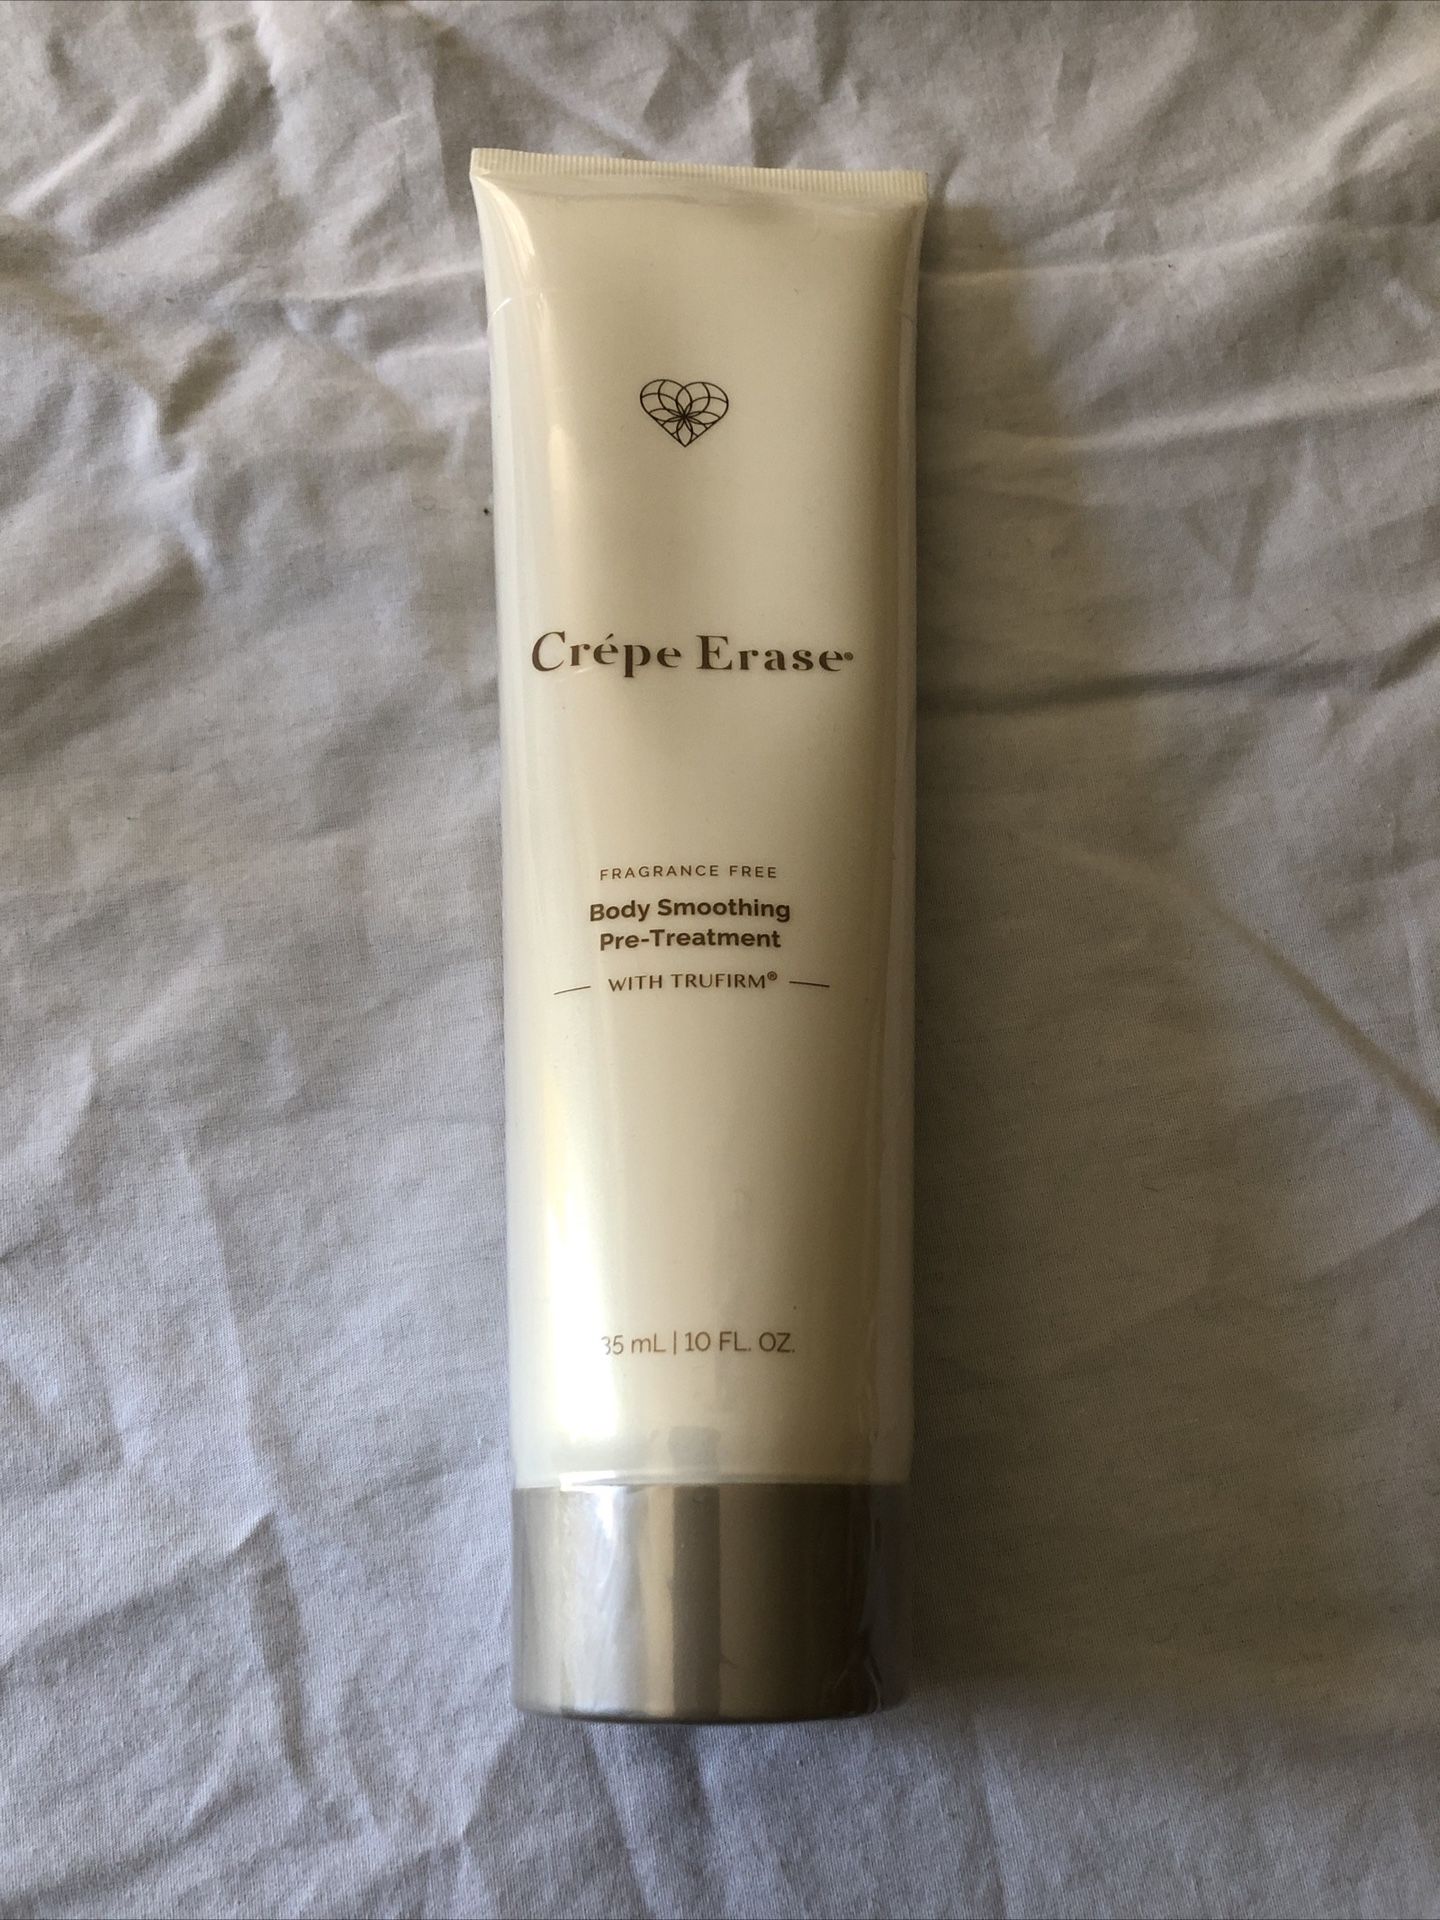 Crépe Erase®
FRAGRANCE FREE
Body Smoothing
Pre-Treatment
WITH TRUFIRM®
35 mL | 10 FL. OZ.